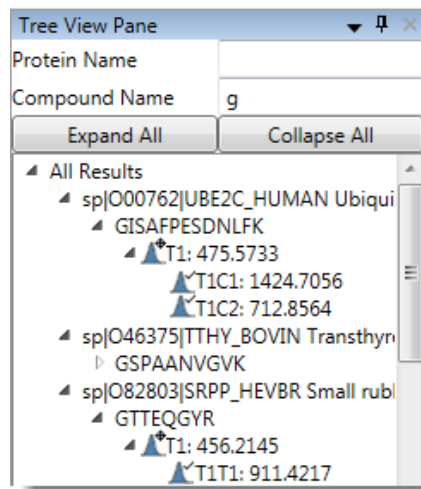 Tree View Pane
Protein Name
Compound Name g
Expand All Collapse All
All Results
sp|O00762|UBE2C_HUMAN Ubiqui
GISAFPESDNLFK
T1: 475.5733
T1C1: 1424.7056
T1C2: 712.8564
sp|O46375|TTHY_BOVIN Transthyr
GSPAANVGVK
sp|O82803|SRPP_HEVBR Small rubl
GTTEQGYR
T1: 456.2145
T1T1: 911.4217